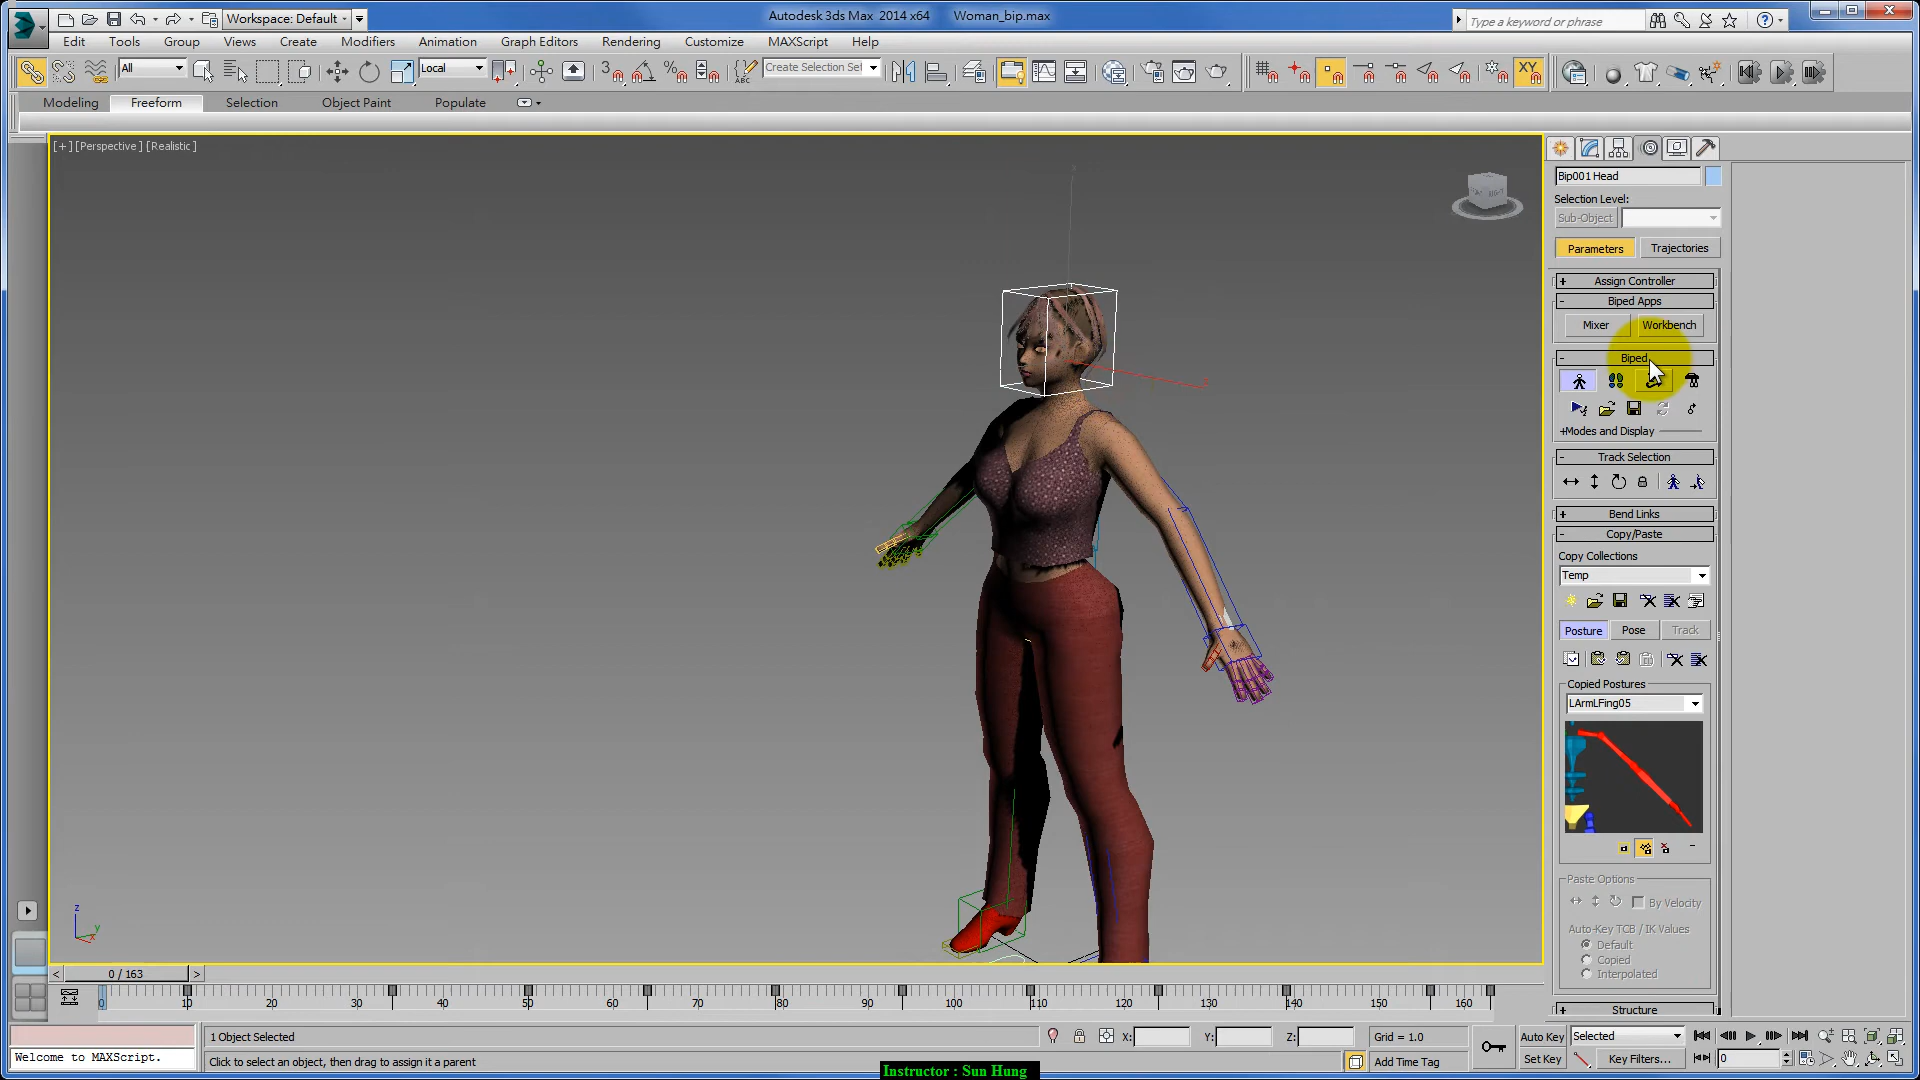 Workspace: Default
Autodesk 3ds Max 2014 x64 Woman_bip.max
Type a keyword or phrase
Edit Tools Group Views Create Modifiers Animation Graph Editors Rendering Customize MAXScript Help
All
Local
Create Selection Set
Modeling Freeform Selection Object Paint Populate
[+] [Perspective] [Realistic]
Bip001 Head
Selection Level:
Sub-Object
Parameters Trajectories
+ Assign Controller
- Biped Apps
Mixer Workbench
- Biped
+Modes and Display
- Track Selection
+ Bend Links
- Copy/Paste
Copy Collections
Temp
Posture Pose Track
Copied Postures
LArmLFing05
Paste Options
By Velocity
Auto-Key TCB / IK Values
Default
Copied
Interpolated
+ Structure
z
y
x
< 0 / 163 >
0 10 20 30 40 50 60 70 80 90 100 110 120 130 140 150 160
1 Object Selected
X: Y: Z: Grid = 1.0
Auto Key Selected
Welcome to MAXScript.
Click to select an object, then drag to assign it a parent
Add Time Tag
Set Key Key Filters... 0
Instructor : Sun Hung